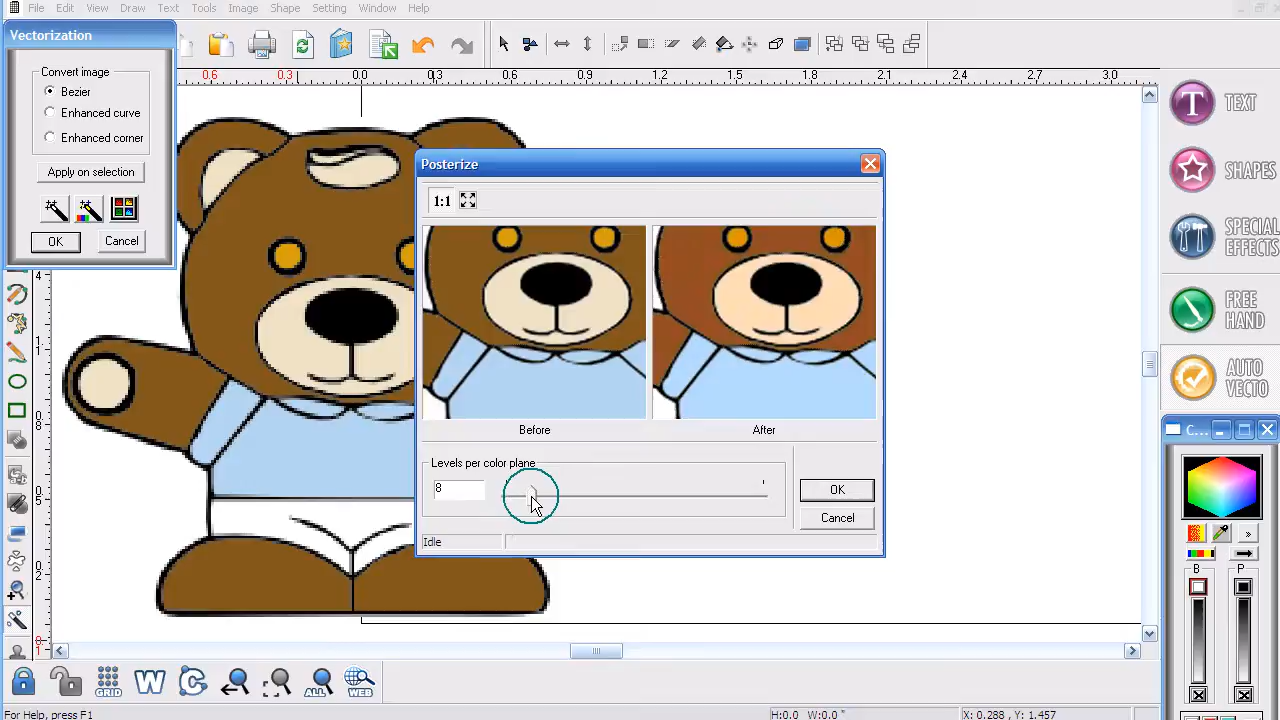 File Edit View Draw Text Tools Image Shape Setting Window Help
Vectorization
Convert image
Bezier
Enhanced curve
Enhanced corner
Apply on selection
OK Cancel
0.6 0.3 0.0 0.3 0.6 0.9 1.2 1.5 1.8 2.1 2.4 2.7 3.0
Posterize
1:1
Before After
Levels per color plane
8
OK
Cancel
Idle
TEXT
SHAPES
SPECIAL
EFFECTS
FREE
HAND
AUTO
VECTO
C...
B P
GRID W C ALL WEB
For Help, press F1 H:0.0 W:0.0 " X: 0.288 , Y: 1.457